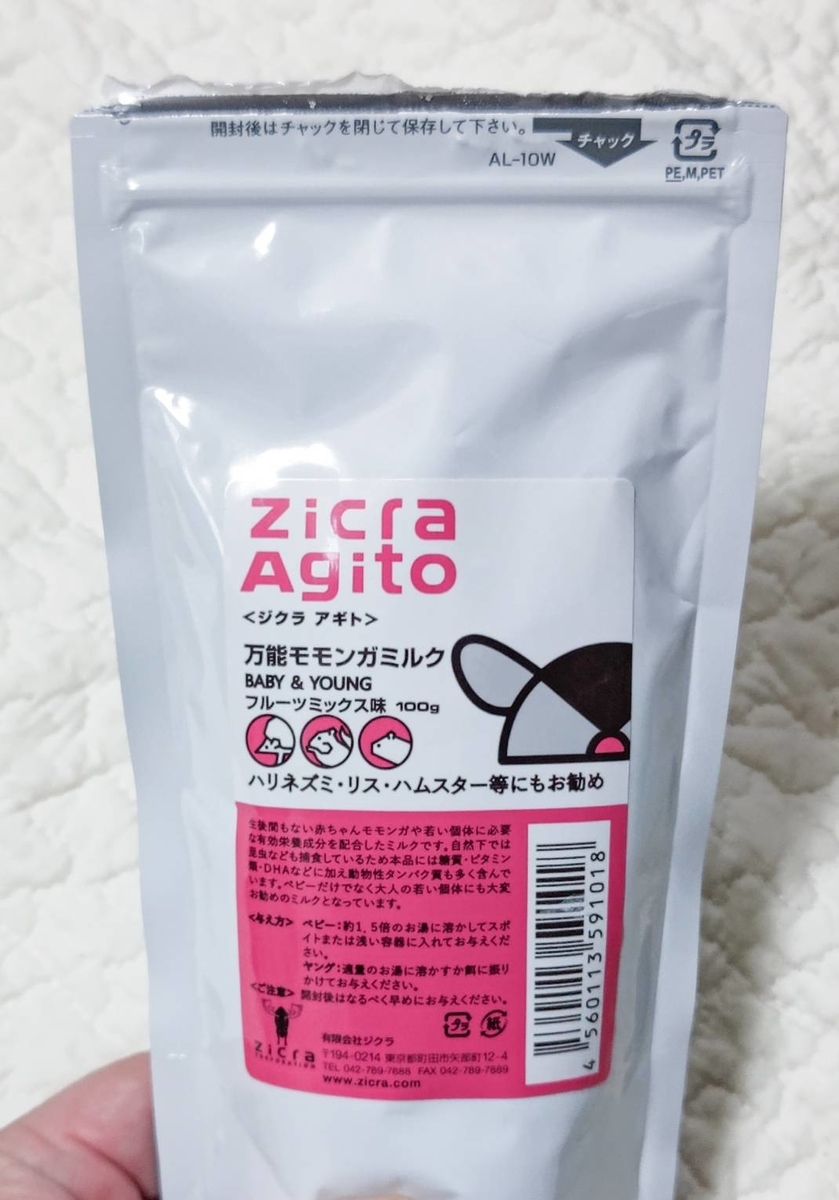 開封後はチャックを閉じて保存して下さい。
チャック
AL-10W
プラ
PE,M,PET
zicra
Agito
<ジクラ アギト>
万能モモンガミルク
BABY & YOUNG
フルーツミックス味 100g
ハリネズミ・リス・ハムスター等にもお勧め
生後間もない赤ちゃんモモンガや若い個体に必要
な有効栄養成分を配合したミルクです。自然下では
昆虫なども捕食しているため本品には糖質・ビタミン
類・DHAなどに加え動物性タンパク質も多く含んで
います。ベビーだけでなく大人の若い個体にも大変
お勧めのミルクとなっています。
<与え方> ベビー:約1.5倍のお湯に溶かしてスポ
イトまたは浅い容器に入れてお与えくだ
さい。
ヤング:適量のお湯に溶かすか餌に振り
かけてお与えください。
<ご注意> 開封後はなるべく早めにお与えください。
プラ 紙
zicra
CORPORATION
有限会社ジクラ
〒194-0214 東京都町田市矢部町12-4
TEL 042-789-7888 FAX 042-789-7889
www.zicra.com
4 560113 591018